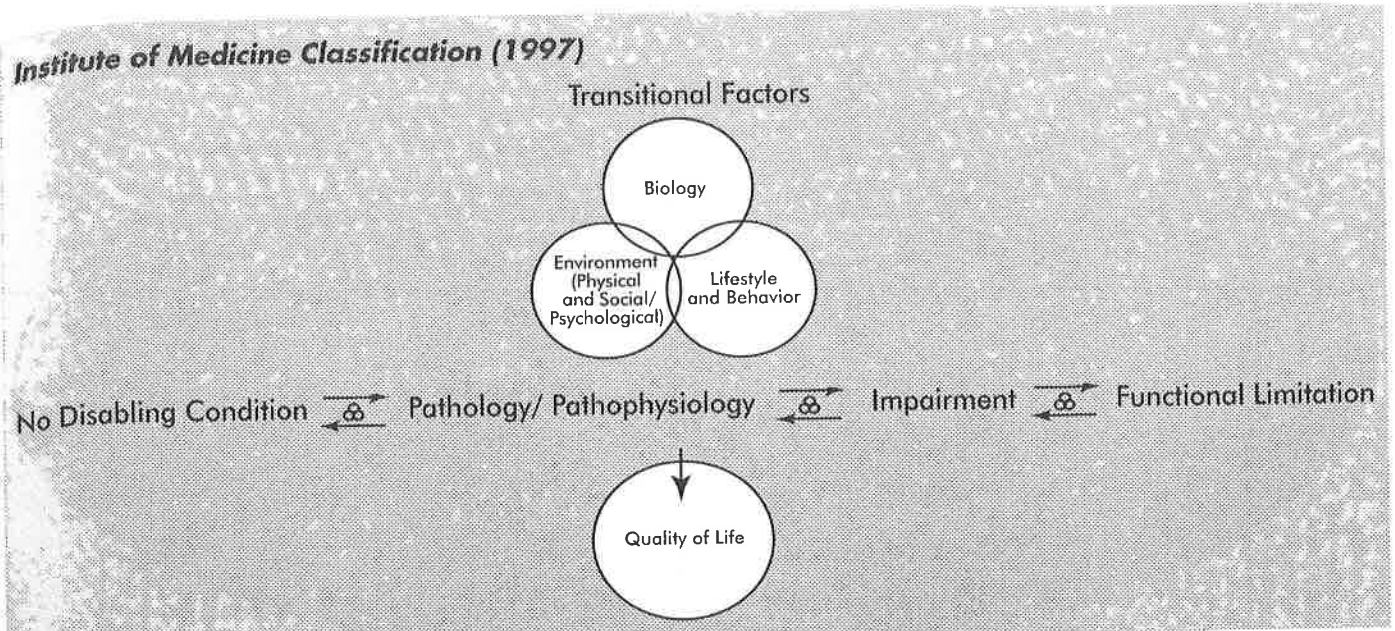 Institute of Medicine Classification (1997)
Transitional Factors
Biology
Environment
(Physical
and Social/
Psychological)
Lifestyle
and Behavior
No Disabling Condition Pathology/ Pathophysiology Impairment Functional Limitation
Quality of Life